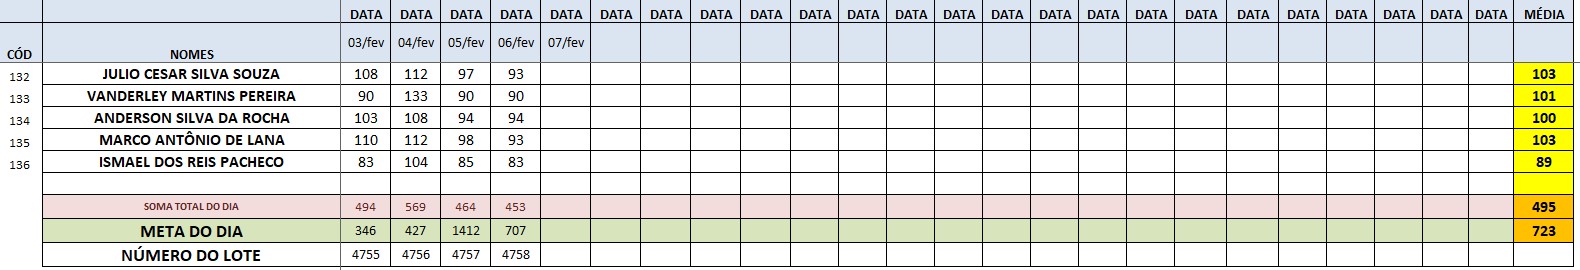 DATA DATA DATA DATA DATA DATA DATA DATA DATA DATA DATA DATA DATA DATA DATA DATA DATA DATA DATA DATA DATA DATA DATA MÉDIA
CÓD NOMES 03/fev 04/fev 05/fev 06/fev 07/fev
132 JULIO CESAR SILVA SOUZA 108 112 97 93 103
133 VANDERLEY MARTINS PEREIRA 90 133 90 90 101
134 ANDERSON SILVA DA ROCHA 103 108 94 94 100
135 MARCO ANTÔNIO DE LANA 110 112 98 93 103
136 ISMAEL DOS REIS PACHECO 83 104 85 83 89
SOMA TOTAL DO DIA 494 569 464 453 495
META DO DIA 346 427 1412 707 723
NÚMERO DO LOTE 4755 4756 4757 4758